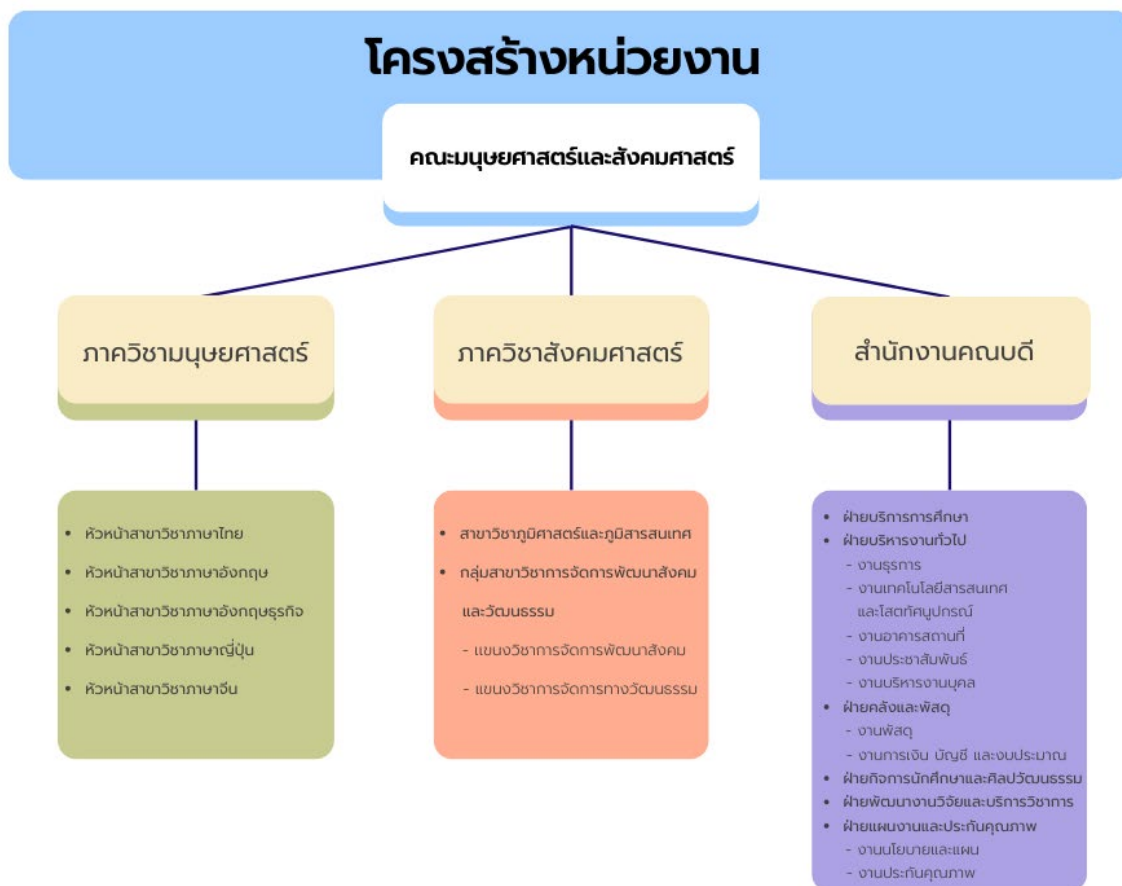 โครงสร้างหน่วยงาน
คณะมนุษยศาสตร์และสังคมศาสตร์
ภาควิชามนุษยศาสตร์
ภาควิชาสังคมศาสตร์
สำนักงานคณบดี
• หัวหน้าสาขาวิชาภาษาไทย
• หัวหน้าสาขาวิชาภาษาอังกฤษ
• หัวหน้าสาขาวิชาภาษาอังกฤษธุรกิจ
• หัวหน้าสาขาวิชาภาษาญี่ปุ่น
• หัวหน้าสาขาวิชาภาษาจีน
• สาขาวิชาภูมิศาสตร์และภูมิสารสนเทศ
• กลุ่มสาขาวิชาการจัดการพัฒนาสังคม
และวัฒนธรรม
- แขนงวิชาการจัดการพัฒนาสังคม
- แขนงวิชาการจัดการทางวัฒนธรรม
• ฝ่ายบริการการศึกษา
• ฝ่ายบริหารงานทั่วไป
- งานธุรการ
- งานเทคโนโลยีสารสนเทศ
และโสตทัศนูปกรณ์
- งานอาคารสถานที่
- งานประชาสัมพันธ์
- งานบริหารงานบุคล
• ฝ่ายคลังและพัสดุ
- งานพัสดุ
- งานการเงิน บัญชี และงบประมาณ
• ฝ่ายกิจการนักศึกษาและศิลปวัฒนธรรม
• ฝ่ายพัฒนางานวิจัยและบริการวิชาการ
• ฝ่ายแผนงานและประกันคุณภาพ
- งานนโยบายและแผน
- งานประกันคุณภาพ